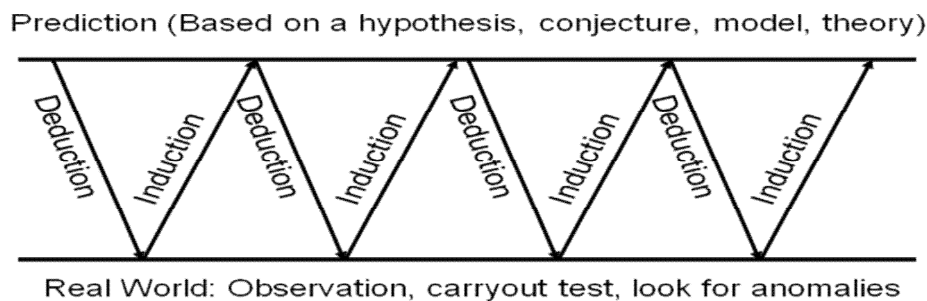 Prediction (Based on a hypothesis, conjecture, model, theory)
Deduction
Induction
Deduction
Induction
Deduction
Induction
Deduction
Induction
Real World: Observation, carryout test, look for anomalies